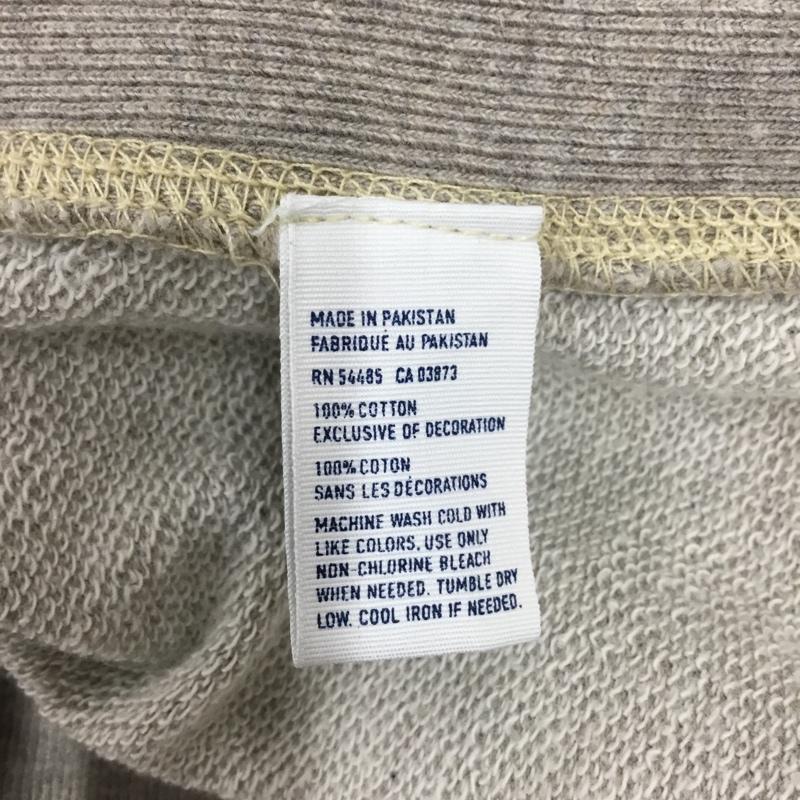 MADE IN PAKISTAN
FABRIQUÉ AU PAKISTAN
RN 54485 CA 03873
100% COTTON
EXCLUSIVE OF DECORATION
100% COTON
SANS LES DÉCORATIONS
MACHINE WASH COLD WITH
LIKE COLORS. USE ONLY
NON-CHLORINE BLEACH
WHEN NEEDED. TUMBLE DRY
LOW. COOL IRON IF NEEDED.